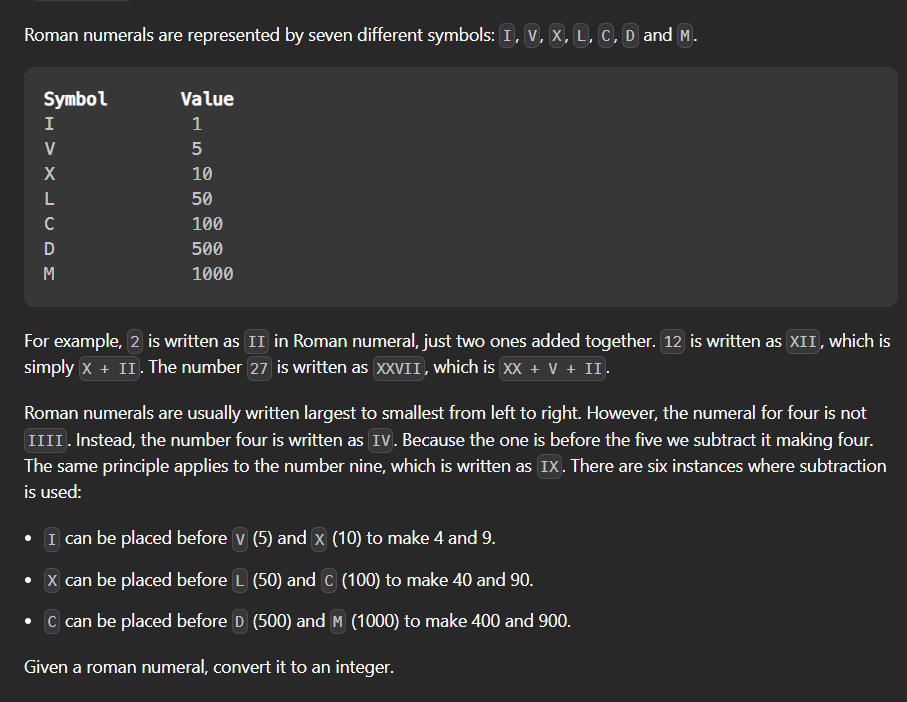 Roman numerals are represented by seven different symbols: I, V, X, L, C, D and M.
Symbol Value
I 1
V 5
X 10
L 50
C 100
D 500
M 1000
For example, 2 is written as II in Roman numeral, just two ones added together. 12 is written as XII, which is
simply X + II. The number 27 is written as XXVII, which is XX + V + II.
Roman numerals are usually written largest to smallest from left to right. However, the numeral for four is not
IIII. Instead, the number four is written as IV. Because the one is before the five we subtract it making four.
The same principle applies to the number nine, which is written as IX. There are six instances where subtraction
is used:
• I can be placed before V (5) and X (10) to make 4 and 9.
• X can be placed before L (50) and C (100) to make 40 and 90.
• C can be placed before D (500) and M (1000) to make 400 and 900.
Given a roman numeral, convert it to an integer.